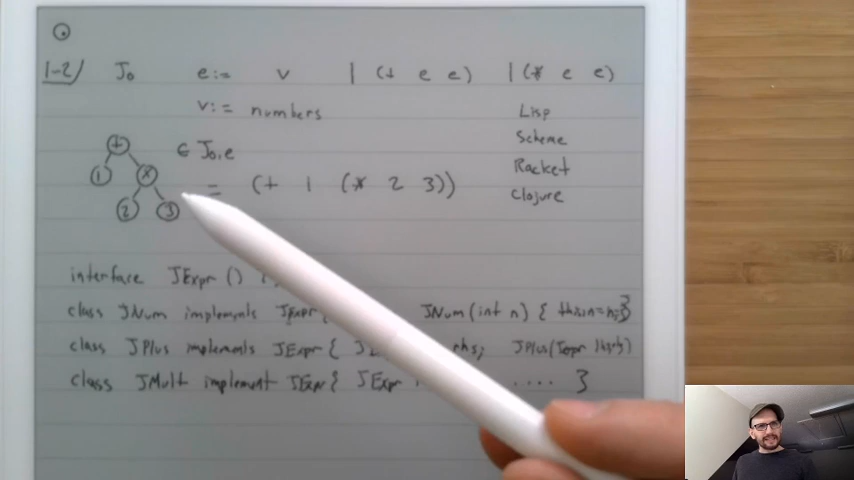 1-2/ J0 e := v | (+ e e) | (* e e)
v := numbers
Lisp
Scheme
Racket
Clojure
+
1 *
2 3
∈ J0.e
= (+ 1 (* 2 3))
interface JExpr ()
class JNum implements JExpr { JNum(int n) { this.n=n;}}
class JPlus implements JExpr { rhs; JPlus(Jexpr
class JMult implement JExpr { JExpr .... }